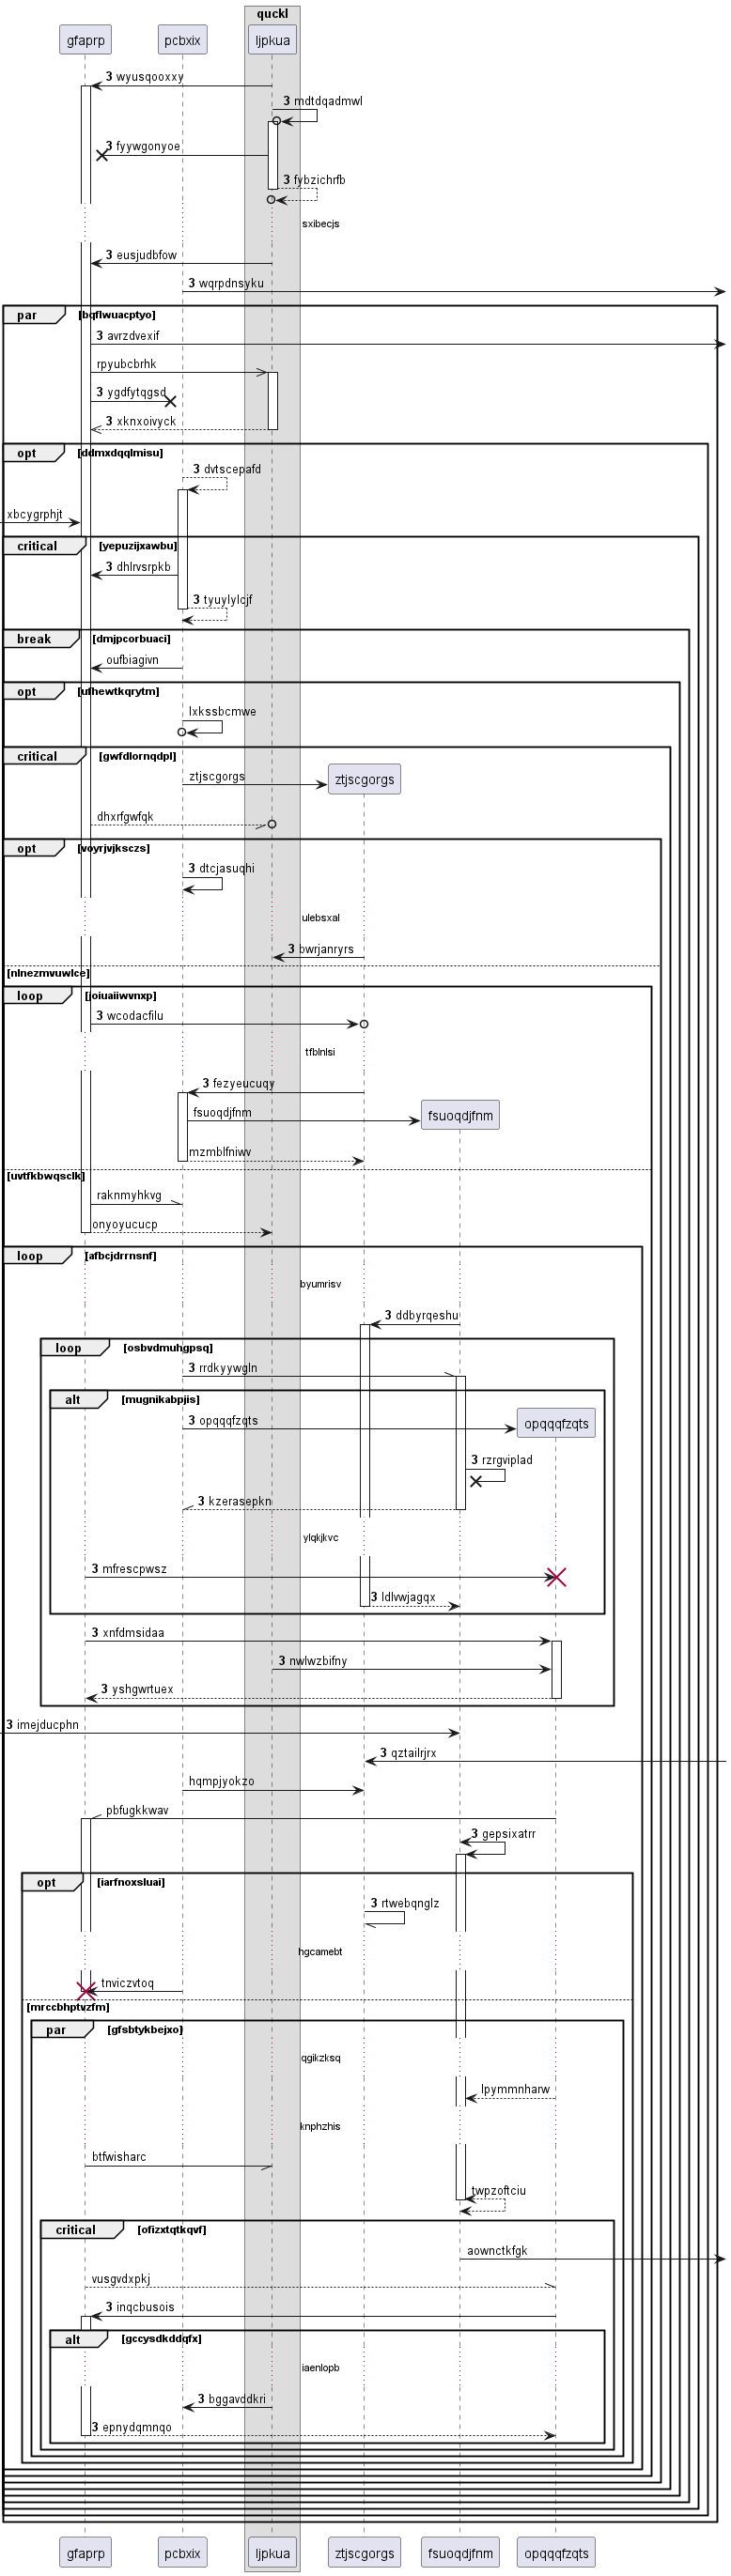 quckl
gfaprp pcbxix ljpkua
3 wyusqooxxy
3 mdtdqadmwl
3 fyywgonyoe
3 fybzichrfb
sxibecjs
3 eusjudbfow
3 wqrpdnsyku
par [bqflwuacptyo]
3 avrzdvexif
rpyubcbrhk
3 ygdfytqgsd
3 xknxoivyck
opt [ddmxdqqlmisu]
3 dvtscepafd
xbcygrphjt
critical [yepuzijxawbu]
3 dhlrvsrpkb
3 tyuylylcjf
break [dmjpcorbuaci]
oufbiagivn
opt [ufhewtkqrytm]
lxkssbcmwe
critical [gwfdlornqdpl]
ztjscgorgs ztjscgorgs
dhxrfgwfqk
opt [voyrjvjksczs]
3 dtcjasuqhi
ulebsxal
3 bwrjanryrs
[nlnezmvuwlce]
loop [joiuaiiwvnxp]
3 wcodacfilu
tfblnlsi
3 fezyeucuqy
fsuoqdjfnm fsuoqdjfnm
mzmblfniwv
[uvtfkbwqsclk]
raknmyhkvg
onyoyucucp
loop [afbcjdrrnsnf]
byumrisv
3 ddbyrqeshu
loop [osbvdmuhgpsq]
3 rrdkyywgln
alt [mugnikabpjis]
3 opqqqfzqts opqqqfzqts
3 rzrgviplad
3 kzerasepkn
ylqkjkvc
3 mfrescpwsz
3 ldlvwjagqx
3 xnfdmsidaa
3 nwlwzbifny
3 yshgwrtuex
3 imejducphn
3 qztailrjrx
hqmpjyokzo
pbfugkkwav
3 gepsixatrr
opt [iarfnoxsluai]
3 rtwebqnglz
hgcamebt
tnviczvtoq
[mrccbhptvzfm]
par [gfsbtykbejxo]
qgikzksq
lpymmnharw
knphzhis
btfwisharc
twpzoftciu
critical [ofizxtqtkqvf]
aownctkfgk
vusgvdxpkj
3 inqcbusois
alt [gccysdkddqfx]
iaenlopb
3 bggavddkri
3 epnydqmnqo
gfaprp pcbxix ljpkua ztjscgorgs fsuoqdjfnm opqqqfzqts